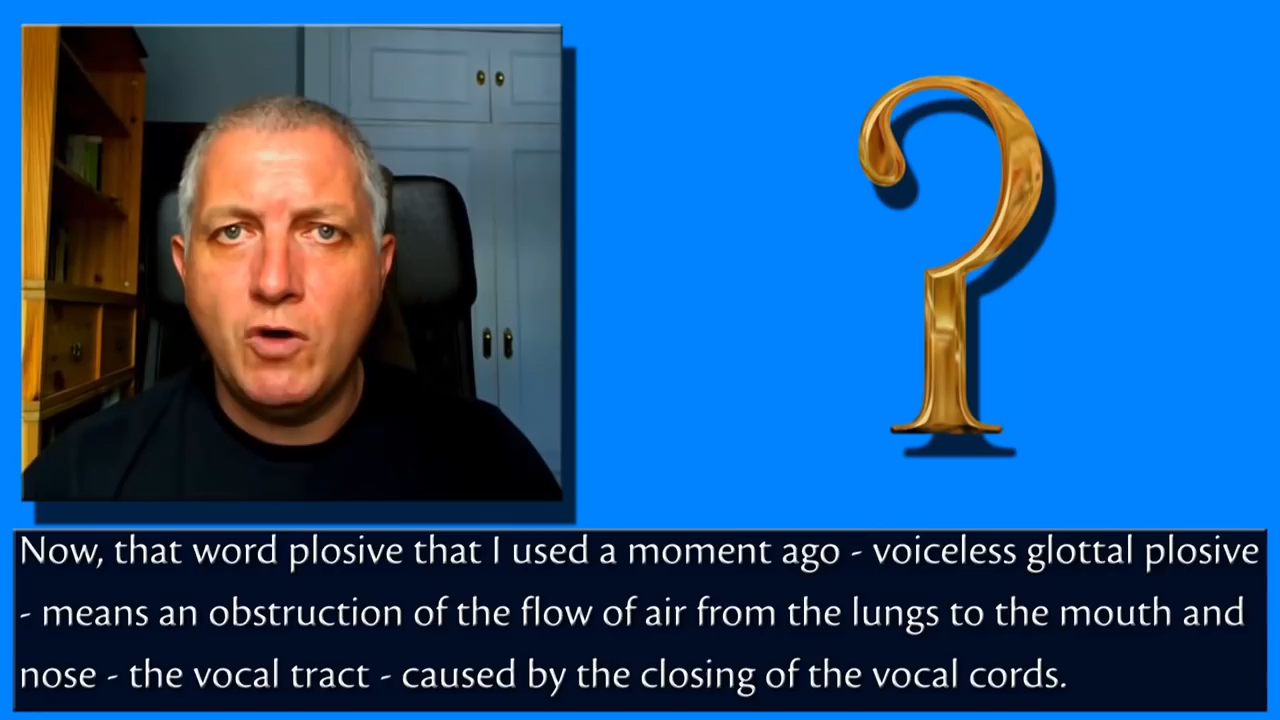 Now, that word plosive that I used a moment ago - voiceless glottal plosive
- means an obstruction of the flow of air from the lungs to the mouth and
nose - the vocal tract - caused by the closing of the vocal cords.